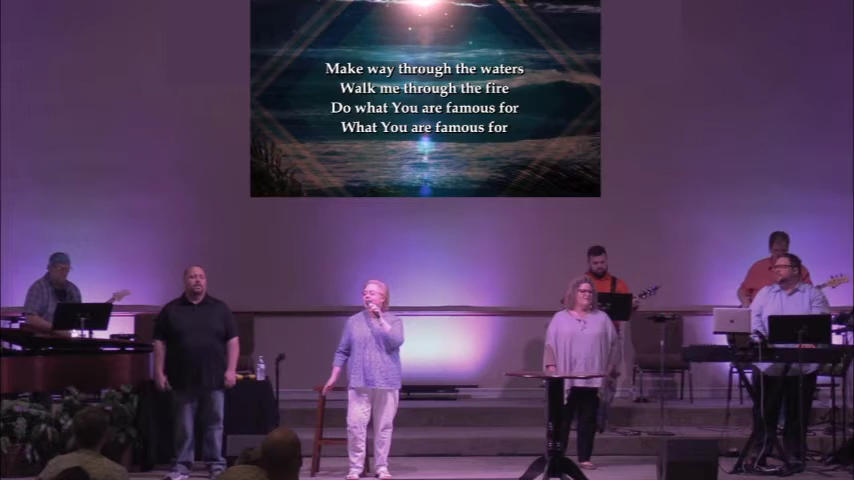 Make way through the waters
Walk me through the fire
Do what You are famous for
What You are famous for